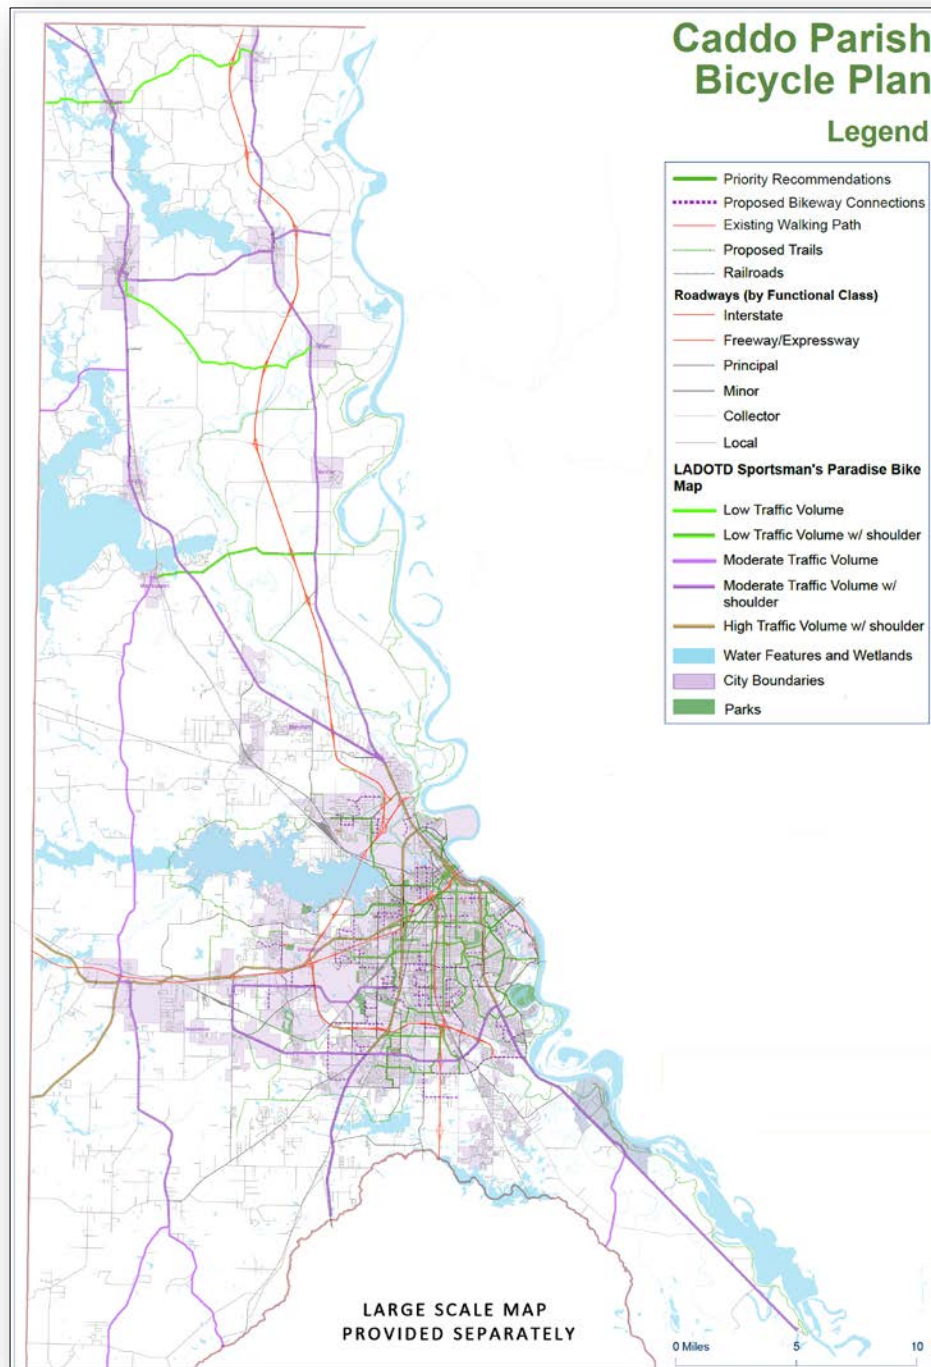 Caddo Parish
Bicycle Plan
Legend
Priority Recommendations
Proposed Bikeway Connections
Existing Walking Path
Proposed Trails
Railroads
Roadways (by Functional Class)
Interstate
Freeway/Expressway
Principal
Minor
Collector
Local
LADOTD Sportsman's Paradise Bike
Map
Low Traffic Volume
Low Traffic Volume w/ shoulder
Moderate Traffic Volume
Moderate Traffic Volume w/
shoulder
High Traffic Volume w/ shoulder
Water Features and Wetlands
City Boundaries
Parks
LARGE SCALE MAP
PROVIDED SEPARATELY
0 Miles 5 10